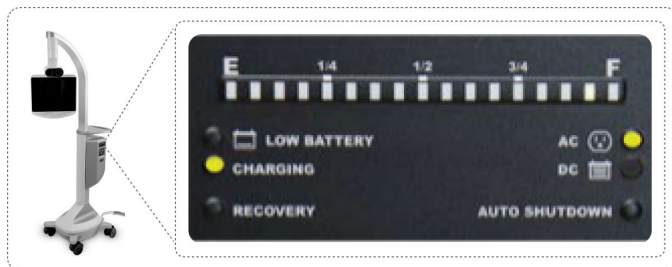 E 1/4 1/2 3/4 F
LOW BATTERY AC
CHARGING DC
RECOVERY AUTO SHUTDOWN